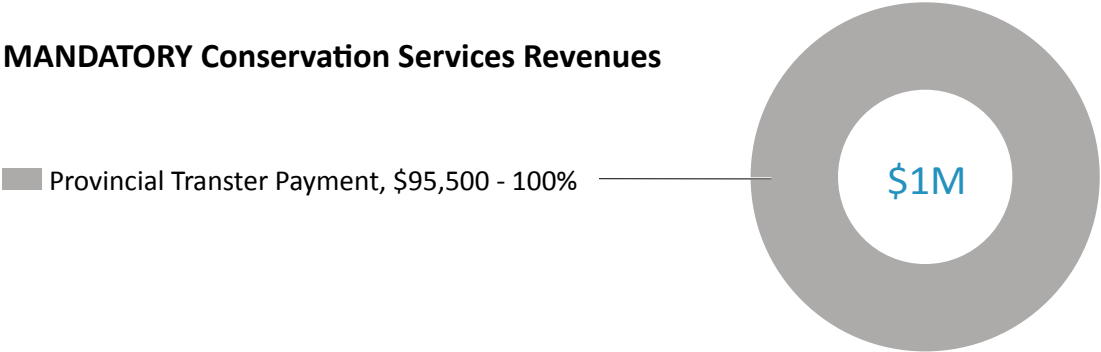 MANDATORY Conservation Services Revenues
Provincial Transter Payment, $95,500 - 100%
$1M